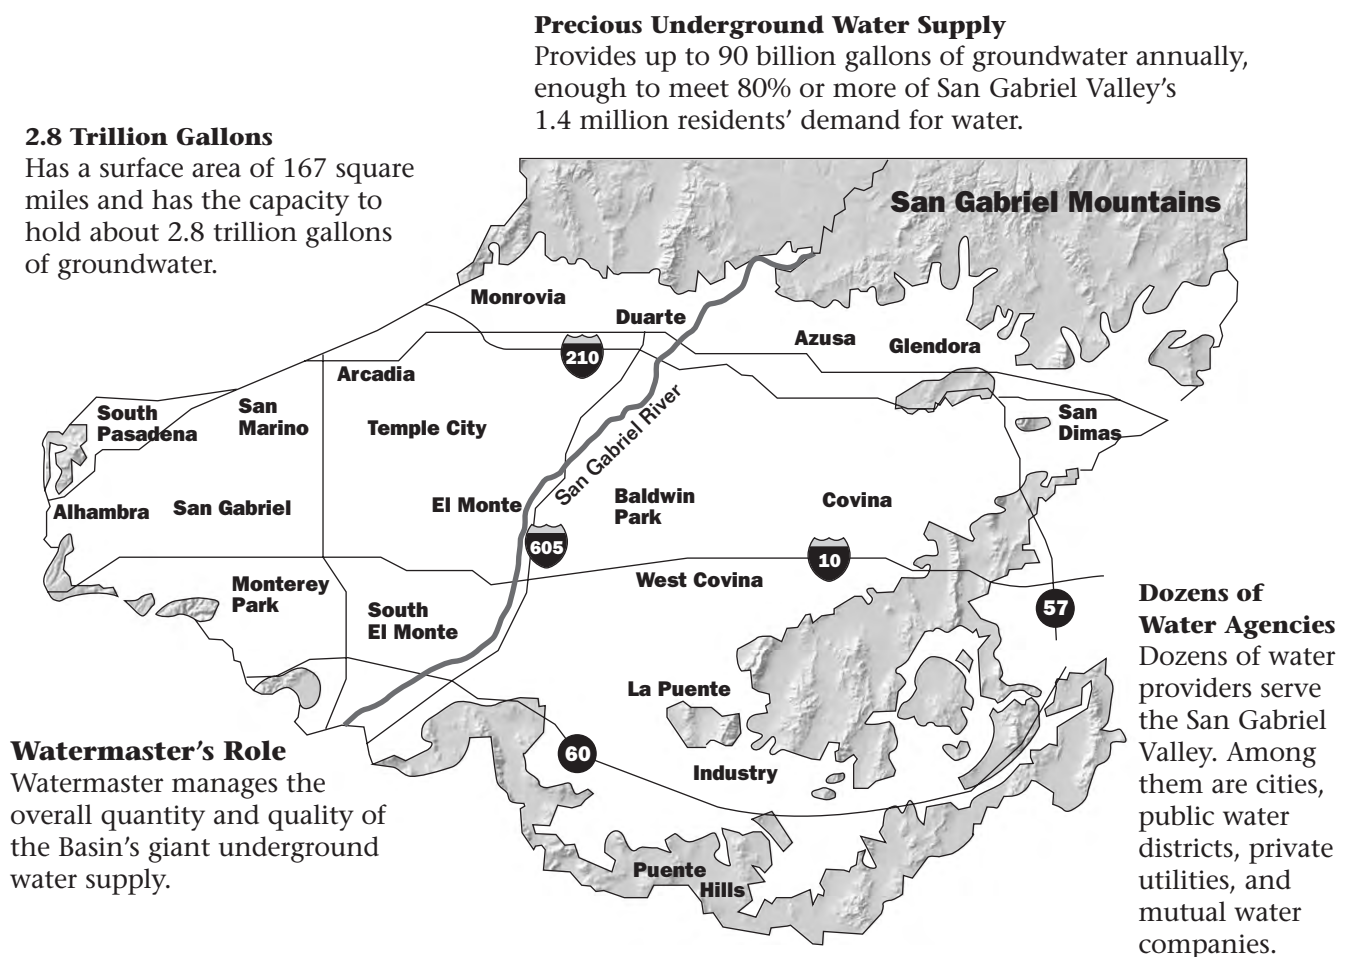 Precious Underground Water Supply
Provides up to 90 billion gallons of groundwater annually,
enough to meet 80% or more of San Gabriel Valley’s
1.4 million residents’ demand for water.
2.8 Trillion Gallons
Has a surface area of 167 square
miles and has the capacity to
hold about 2.8 trillion gallons
of groundwater.
San Gabriel Mountains
Monrovia
Duarte
Azusa
Glendora
210
Arcadia
San Gabriel River
South
Pasadena
San
Marino
Temple City
San
Dimas
Alhambra
San Gabriel
El Monte
Baldwin
Park
Covina
605
10
West Covina
Monterey
Park
South
El Monte
57
La Puente
60
Industry
Puente
Hills
Dozens of
Water Agencies
Dozens of water
providers serve
the San Gabriel
Valley. Among
them are cities,
public water
districts, private
utilities, and
mutual water
companies.
Watermaster’s Role
Watermaster manages the
overall quantity and quality of
the Basin’s giant underground
water supply.